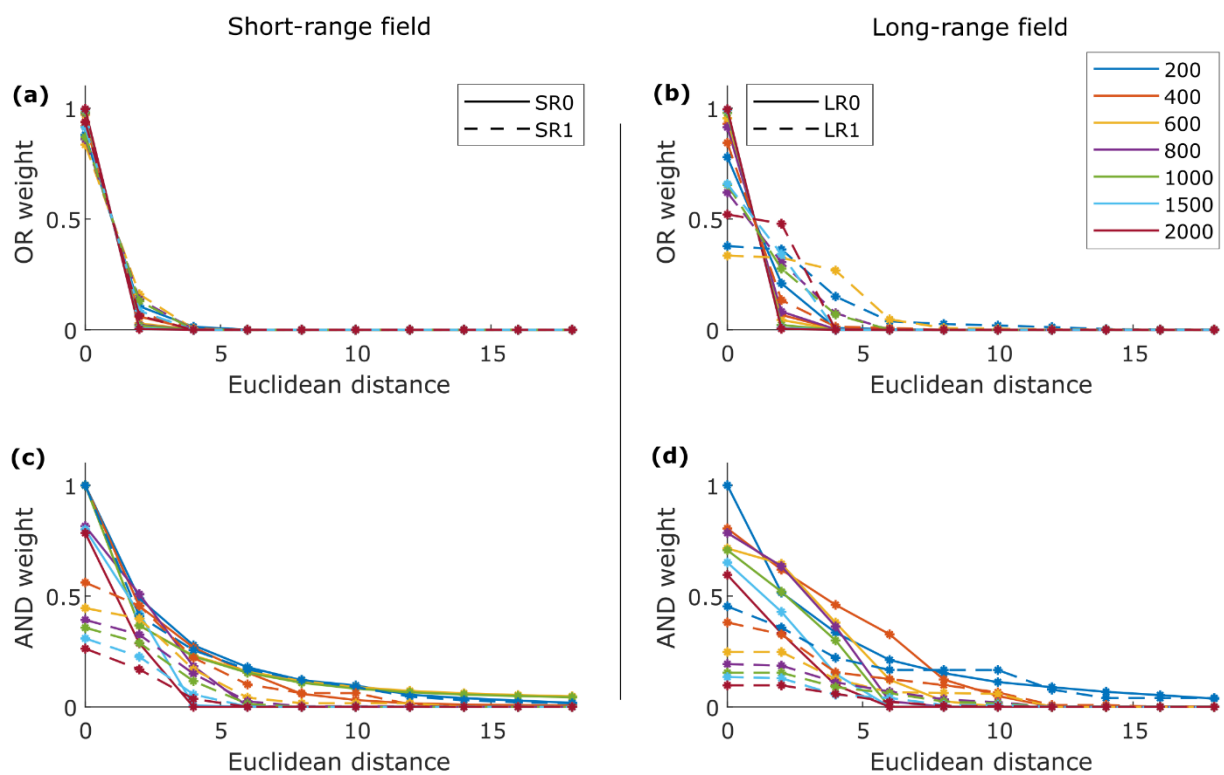 Short-range field
Long-range field
(a)
1
0.5
0
OR weight
SR0
SR1
0 5 10 15
Euclidean distance
(b)
1
0.5
0
OR weight
LR0
LR1
0 5 10 15
Euclidean distance
200
400
600
800
1000
1500
2000
(c)
1
0.5
0
AND weight
0 5 10 15
Euclidean distance
(d)
1
0.5
0
AND weight
0 5 10 15
Euclidean distance